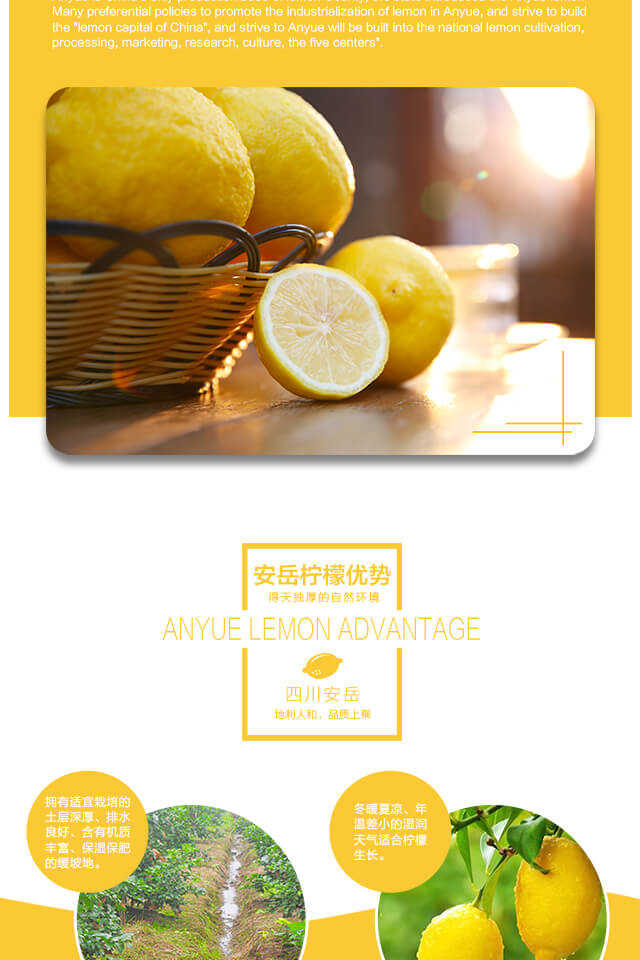 Many preferential policies to promote the industrialization of lemon in Anyue, and strive to build
the "lemon capital of China", and strive to Anyue will be built into the national lemon cultivation,
processing, marketing, research, culture, the five centers".
安岳柠檬优势
得天独厚的自然环境
ANYUE LEMON ADVANTAGE
四川安岳
地利人和，品质上乘
拥有适宜栽培的
土层深厚、排水
良好、含有机质
丰富、保湿保肥
的缓坡地。
冬暖夏凉、年
温差小的湿润
天气适合柠檬
生长。